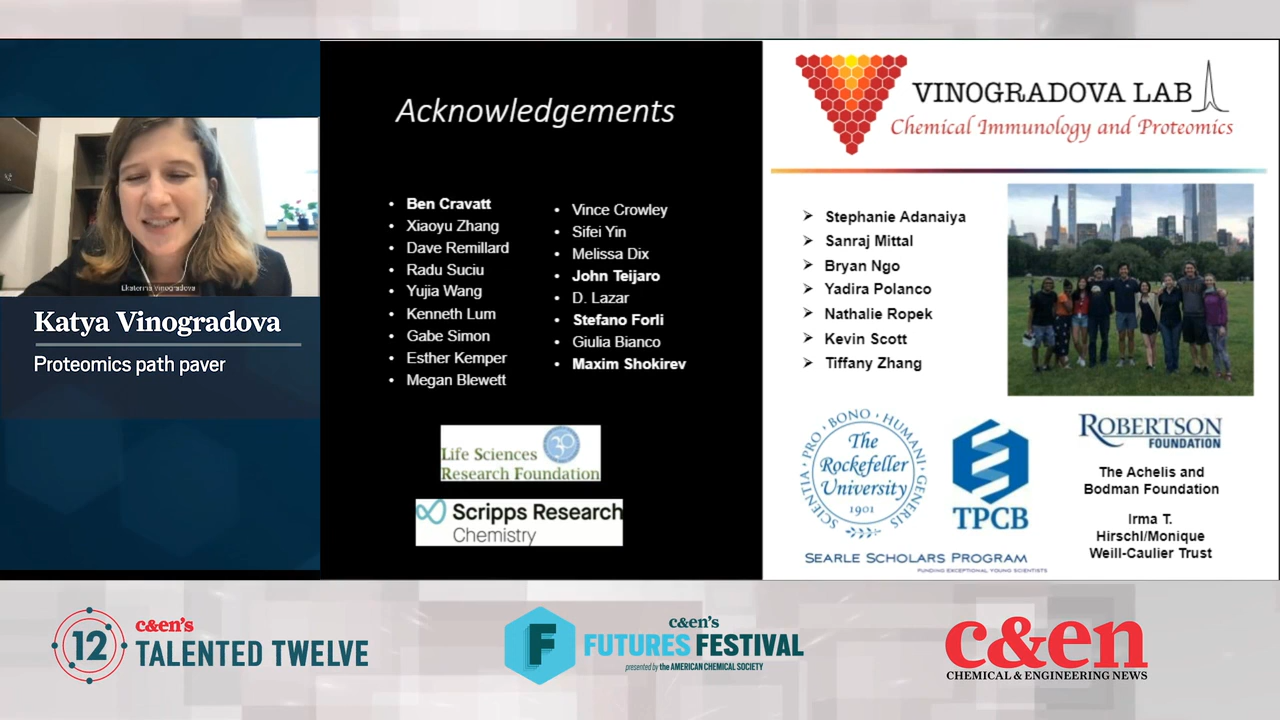 Ekaterina Vinogradova
Katya Vinogradova
Proteomics path paver
Acknowledgements
• Ben Cravatt
• Xiaoyu Zhang
• Dave Remillard
• Radu Suciu
• Yujia Wang
• Kenneth Lum
• Gabe Simon
• Esther Kemper
• Megan Blewett
• Vince Crowley
• Sifei Yin
• Melissa Dix
• John Teijaro
• D. Lazar
• Stefano Forli
• Giulia Bianco
• Maxim Shokirev
Life Sciences
Research Foundation
30
Scripps Research
Chemistry
VINOGRADOVA LAB
Chemical Immunology and Proteomics
➢ Stephanie Adanaiya
➢ Sanraj Mittal
➢ Bryan Ngo
➢ Yadira Polanco
➢ Nathalie Ropek
➢ Kevin Scott
➢ Tiffany Zhang
SCIENTIA · PRO · BONO · HUMANI · GENERIS
The
Rockefeller
University
1901
TPCB
ROBERTSON
FOUNDATION
The Achelis and
Bodman Foundation
Irma T.
Hirschl/Monique
Weill-Caulier Trust
SEARLE SCHOLARS PROGRAM
FUNDING EXCEPTIONAL YOUNG SCIENTISTS
12
c&en's
TALENTED TWELVE
F
c&en's
FUTURES FESTIVAL
presented by the AMERICAN CHEMICAL SOCIETY
c&en
CHEMICAL & ENGINEERING NEWS